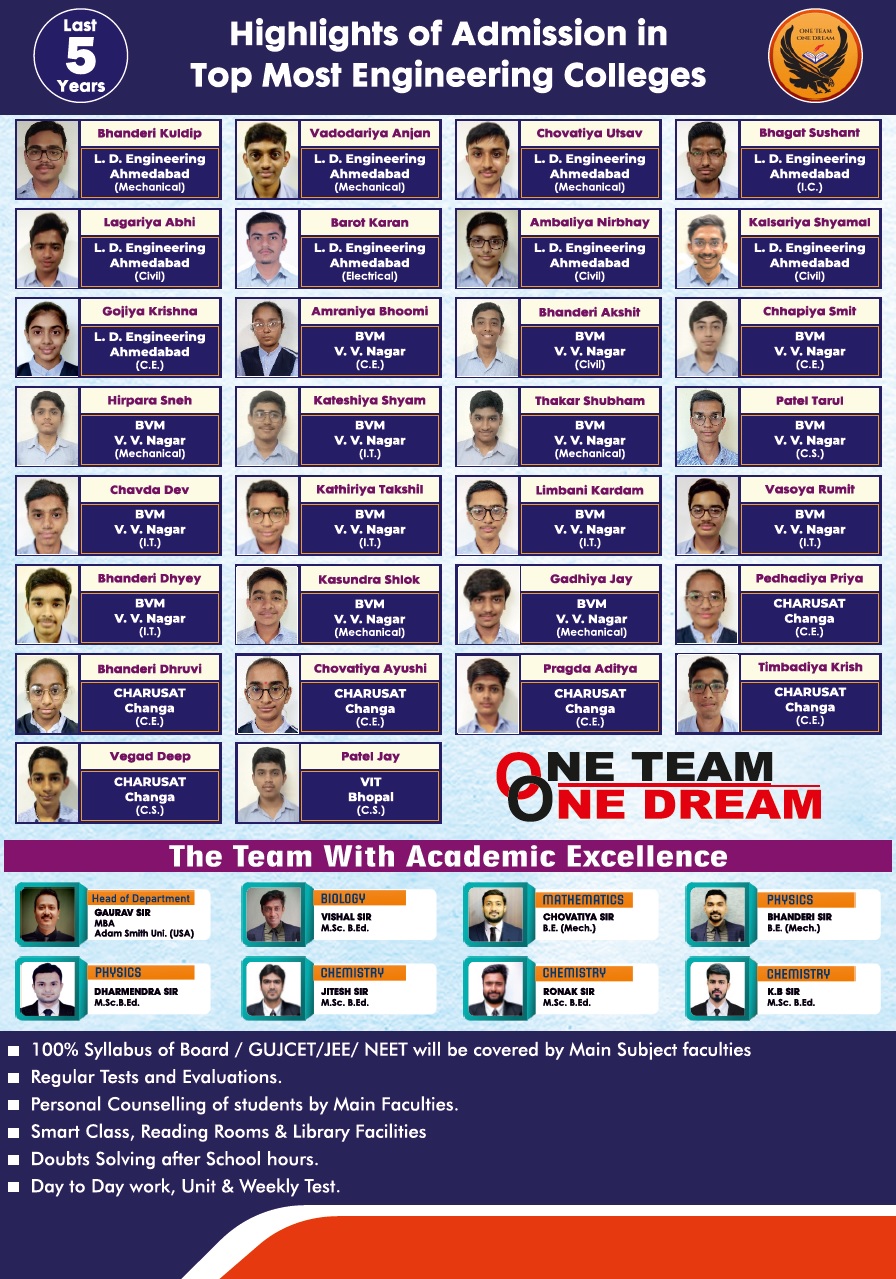 Last
5
Years
Highlights of Admission in
Top Most Engineering Colleges
ONE TEAM
ONE DREAM
Bhanderi Kuldip
L. D. Engineering
Ahmedabad
(Mechanical)
Vadodariya Anjan
L. D. Engineering
Ahmedabad
(Mechanical)
Chovatiya Utsav
L. D. Engineering
Ahmedabad
(Mechanical)
Bhagat Sushant
L. D. Engineering
Ahmedabad
(I.C.)
Lagariya Abhi
L. D. Engineering
Ahmedabad
(Civil)
Barot Karan
L. D. Engineering
Ahmedabad
(Electrical)
Ambaliya Nirbhay
L. D. Engineering
Ahmedabad
(Civil)
Kalsariya Shyamal
L. D. Engineering
Ahmedabad
(Civil)
Gojiya Krishna
L. D. Engineering
Ahmedabad
(C.E.)
Amraniya Bhoomi
BVM
V. V. Nagar
(C.E.)
Bhanderi Akshit
BVM
V. V. Nagar
(Civil)
Chhapiya Smit
BVM
V. V. Nagar
(C.E.)
Hirpara Sneh
BVM
V. V. Nagar
(Mechanical)
Kateshiya Shyam
BVM
V. V. Nagar
(I.T.)
Thakar Shubham
BVM
V. V. Nagar
(Mechanical)
Patel Tarul
BVM
V. V. Nagar
(C.S.)
Chavda Dev
BVM
V. V. Nagar
(I.T.)
Kathiriya Takshil
BVM
V. V. Nagar
(I.T.)
Limbani Kardam
BVM
V. V. Nagar
(I.T.)
Vasoya Rumit
BVM
V. V. Nagar
(I.T.)
Bhanderi Dhyey
BVM
V. V. Nagar
(I.T.)
Kasundra Shlok
BVM
V. V. Nagar
(Mechanical)
Gadhiya Jay
BVM
V. V. Nagar
(Mechanical)
Pedhadiya Priya
CHARUSAT
Changa
(C.E.)
Bhanderi Dhruvi
CHARUSAT
Changa
(C.E.)
Chovatiya Ayushi
CHARUSAT
Changa
(C.E.)
Pragda Aditya
CHARUSAT
Changa
(C.E.)
Timbadiya Krish
CHARUSAT
Changa
(C.E.)
Vegad Deep
CHARUSAT
Changa
(C.S.)
Patel Jay
VIT
Bhopal
(C.S.)
ONE TEAM
ONE DREAM
The Team With Academic Excellence
Head of Department
GAURAV SIR
MBA
Adam Smith Uni. (USA)
BIOLOGY
VISHAL SIR
M.Sc. B.Ed.
MATHEMATICS
CHOVATIYA SIR
B.E. (Mech.)
PHYSICS
BHANDERI SIR
B.E. (Mech.)
PHYSICS
DHARMENDRA SIR
M.Sc.B.Ed.
CHEMISTRY
JITESH SIR
M.Sc. B.Ed.
CHEMISTRY
RONAK SIR
M.Sc. B.Ed.
CHEMISTRY
K.B SIR
M.Sc. B.Ed.
100% Syllabus of Board / GUJCET/JEE/ NEET will be covered by Main Subject faculties
Regular Tests and Evaluations.
Personal Counselling of students by Main Faculties.
Smart Class, Reading Rooms & Library Facilities
Doubts Solving after School hours.
Day to Day work, Unit & Weekly Test.